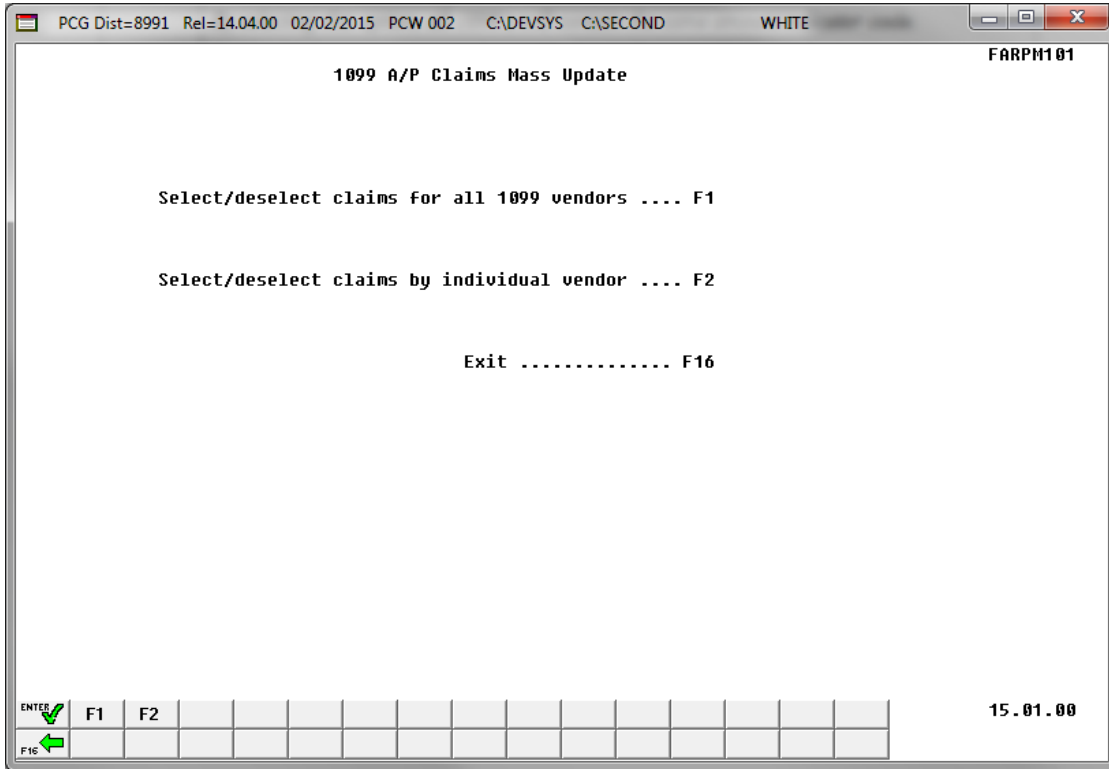 PCG Dist=8991 Rel=14.04.00 02/02/2015 PCW 002 C:\DEVSYS C:\SECOND WHITE
FARPM101
1099 A/P Claims Mass Update
Select/deselect claims for all 1099 vendors .... F1
Select/deselect claims by individual vendor .... F2
Exit .............. F16
ENTER F1 F2
15.01.00
F16